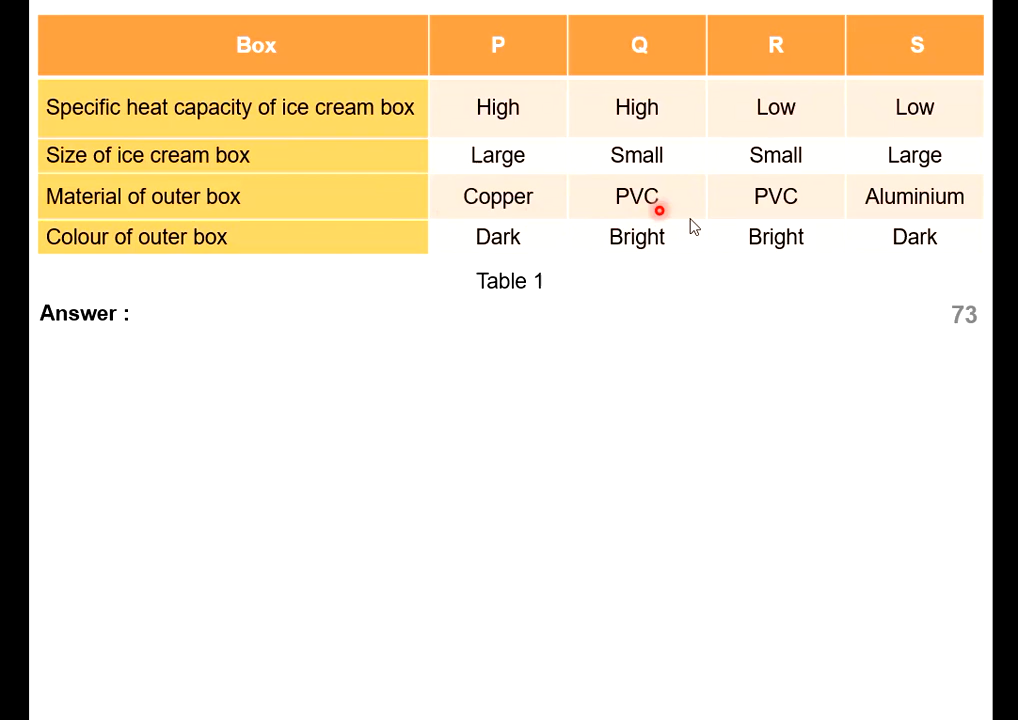 Box P Q R S
Specific heat capacity of ice cream box High High Low Low
Size of ice cream box Large Small Small Large
Material of outer box Copper PVC PVC Aluminium
Colour of outer box Dark Bright Bright Dark
Table 1
Answer :
73